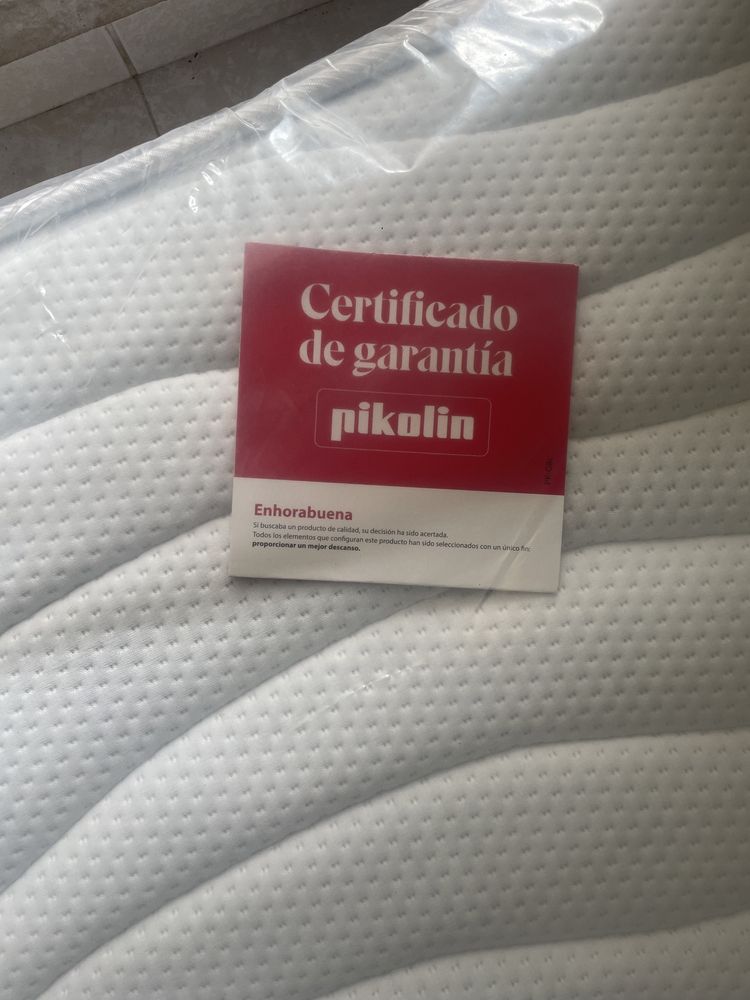 Certificado
de garantía
pikolin
Enhorabuena
Si buscaba un producto de calidad, su decisión ha sido acertada.
Todos los elementos que configuran este producto han sido seleccionados con un único fin:
proporcionar un mejor descanso.